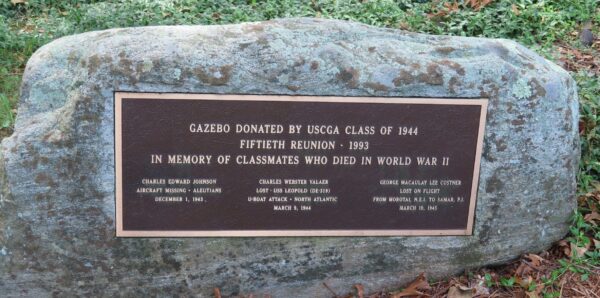 GAZEBO DONATED BY USCGA CLASS OF 1944
FIFTIETH REUNION · 1993
IN MEMORY OF CLASSMATES WHO DIED IN WORLD WAR II
CHARLES EDWARD JOHNSON
AIRCRAFT MISSING - ALEUTIANS
DECEMBER 1, 1943
CHARLES WEBSTER VALAER
LOST - USS LEOPOLD (DE-319)
U-BOAT ATTACK - NORTH ATLANTIC
MARCH 9, 1944
GEORGE MACAULAY LEE COSTNER
LOST ON FLIGHT
FROM MOROTAI, N.E.I. TO SAMAR, P.I.
MARCH 19, 1945